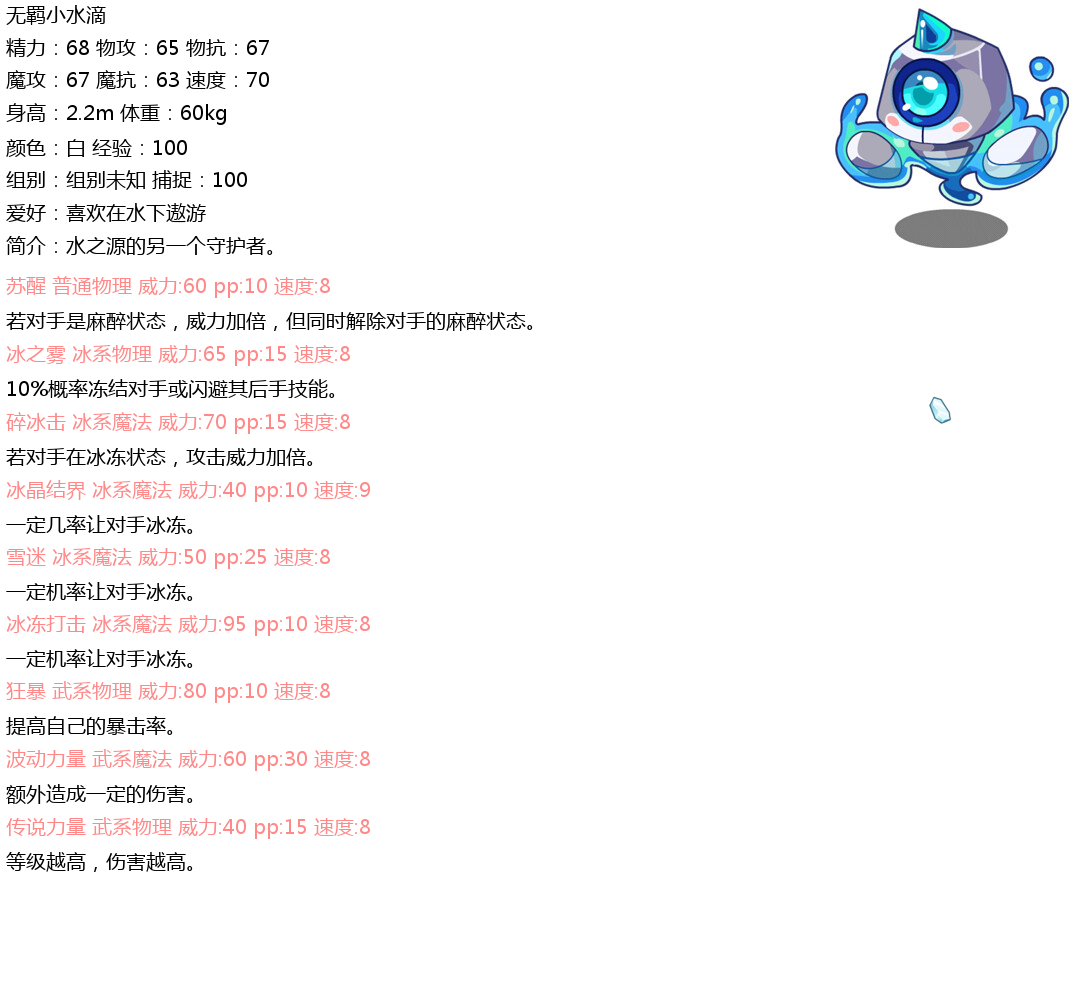 无羁小水滴
精力：68 物攻：65 物抗：67
魔攻：67 魔抗：63 速度：70
身高：2.2m 体重：60kg
颜色：白 经验：100
组别：组别未知 捕捉：100
爱好：喜欢在水下遨游
简介：水之源的另一个守护者。
苏醒 普通物理 威力:60 pp:10 速度:8
若对手是麻醉状态，威力加倍，但同时解除对手的麻醉状态。
冰之雾 冰系物理 威力:65 pp:15 速度:8
10%概率冻结对手或闪避其后手技能。
碎冰击 冰系魔法 威力:70 pp:15 速度:8
若对手在冰冻状态，攻击威力加倍。
冰晶结界 冰系魔法 威力:40 pp:10 速度:9
一定几率让对手冰冻。
雪迷 冰系魔法 威力:50 pp:25 速度:8
一定机率让对手冰冻。
冰冻打击 冰系魔法 威力:95 pp:10 速度:8
一定机率让对手冰冻。
狂暴 武系物理 威力:80 pp:10 速度:8
提高自己的暴击率。
波动力量 武系魔法 威力:60 pp:30 速度:8
额外造成一定的伤害。
传说力量 武系物理 威力:40 pp:15 速度:8
等级越高，伤害越高。